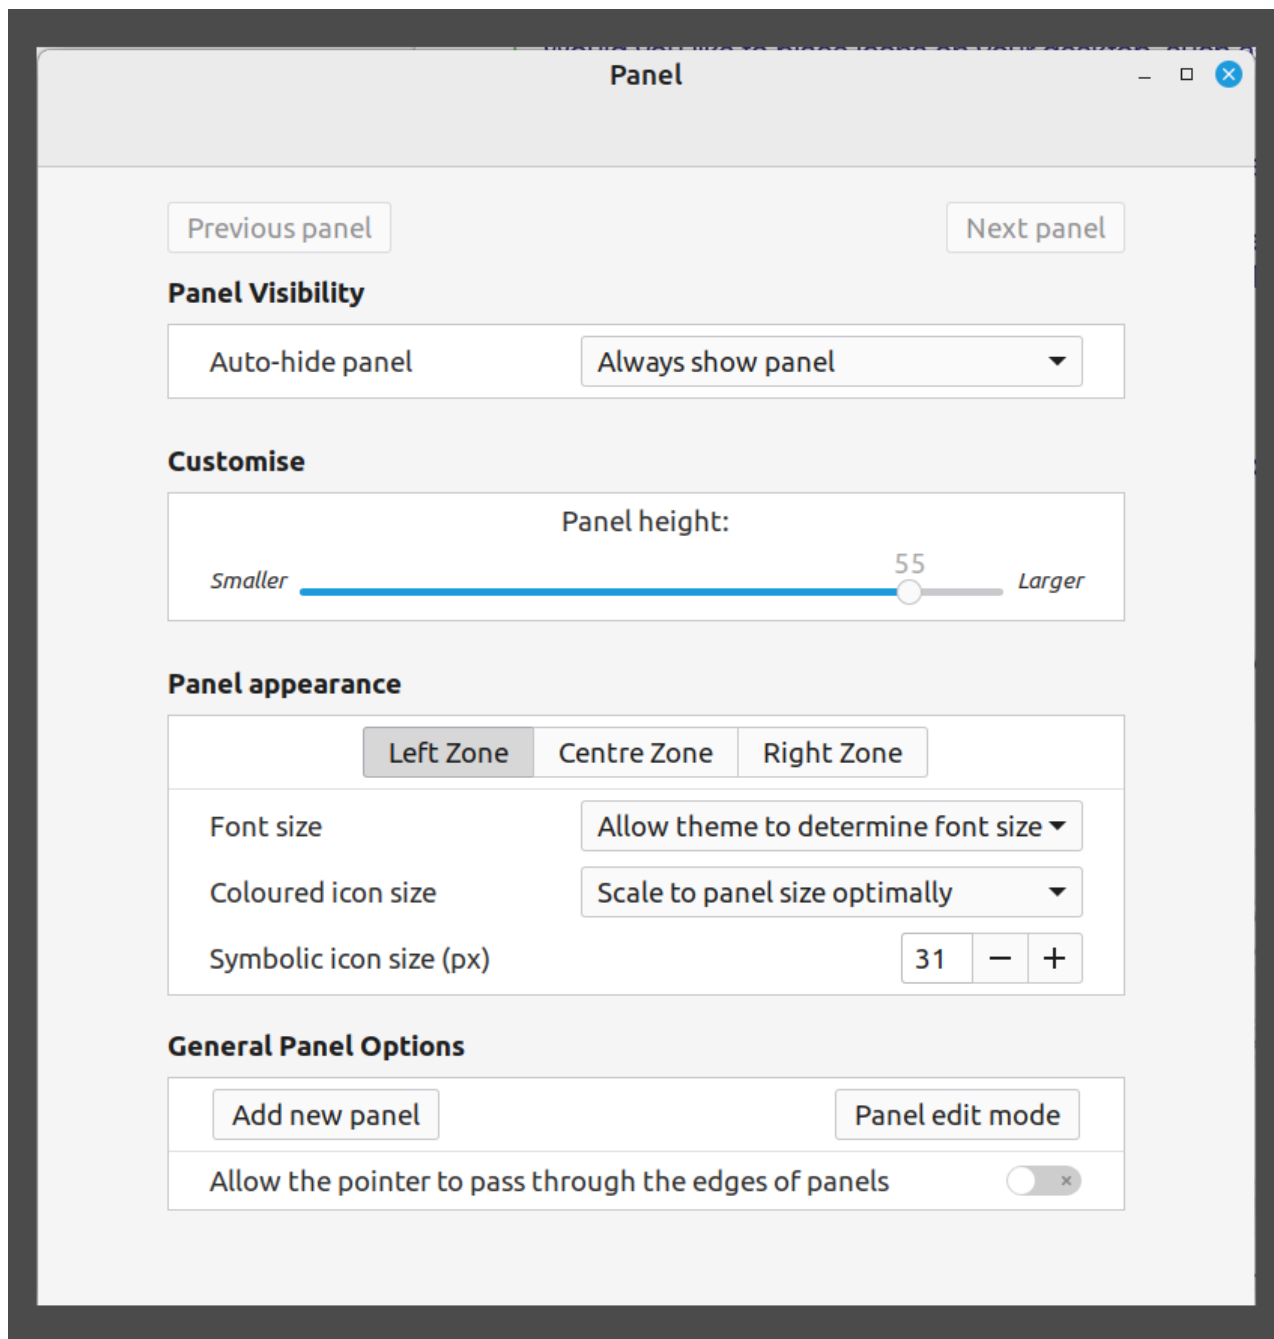 Panel
Previous panel
Next panel
Panel Visibility
Auto-hide panel
Always show panel
Customise
Panel height:
55
Smaller
Larger
Panel appearance
Left Zone
Centre Zone
Right Zone
Font size
Allow theme to determine font size
Coloured icon size
Scale to panel size optimally
Symbolic icon size (px)
31
General Panel Options
Add new panel
Panel edit mode
Allow the pointer to pass through the edges of panels